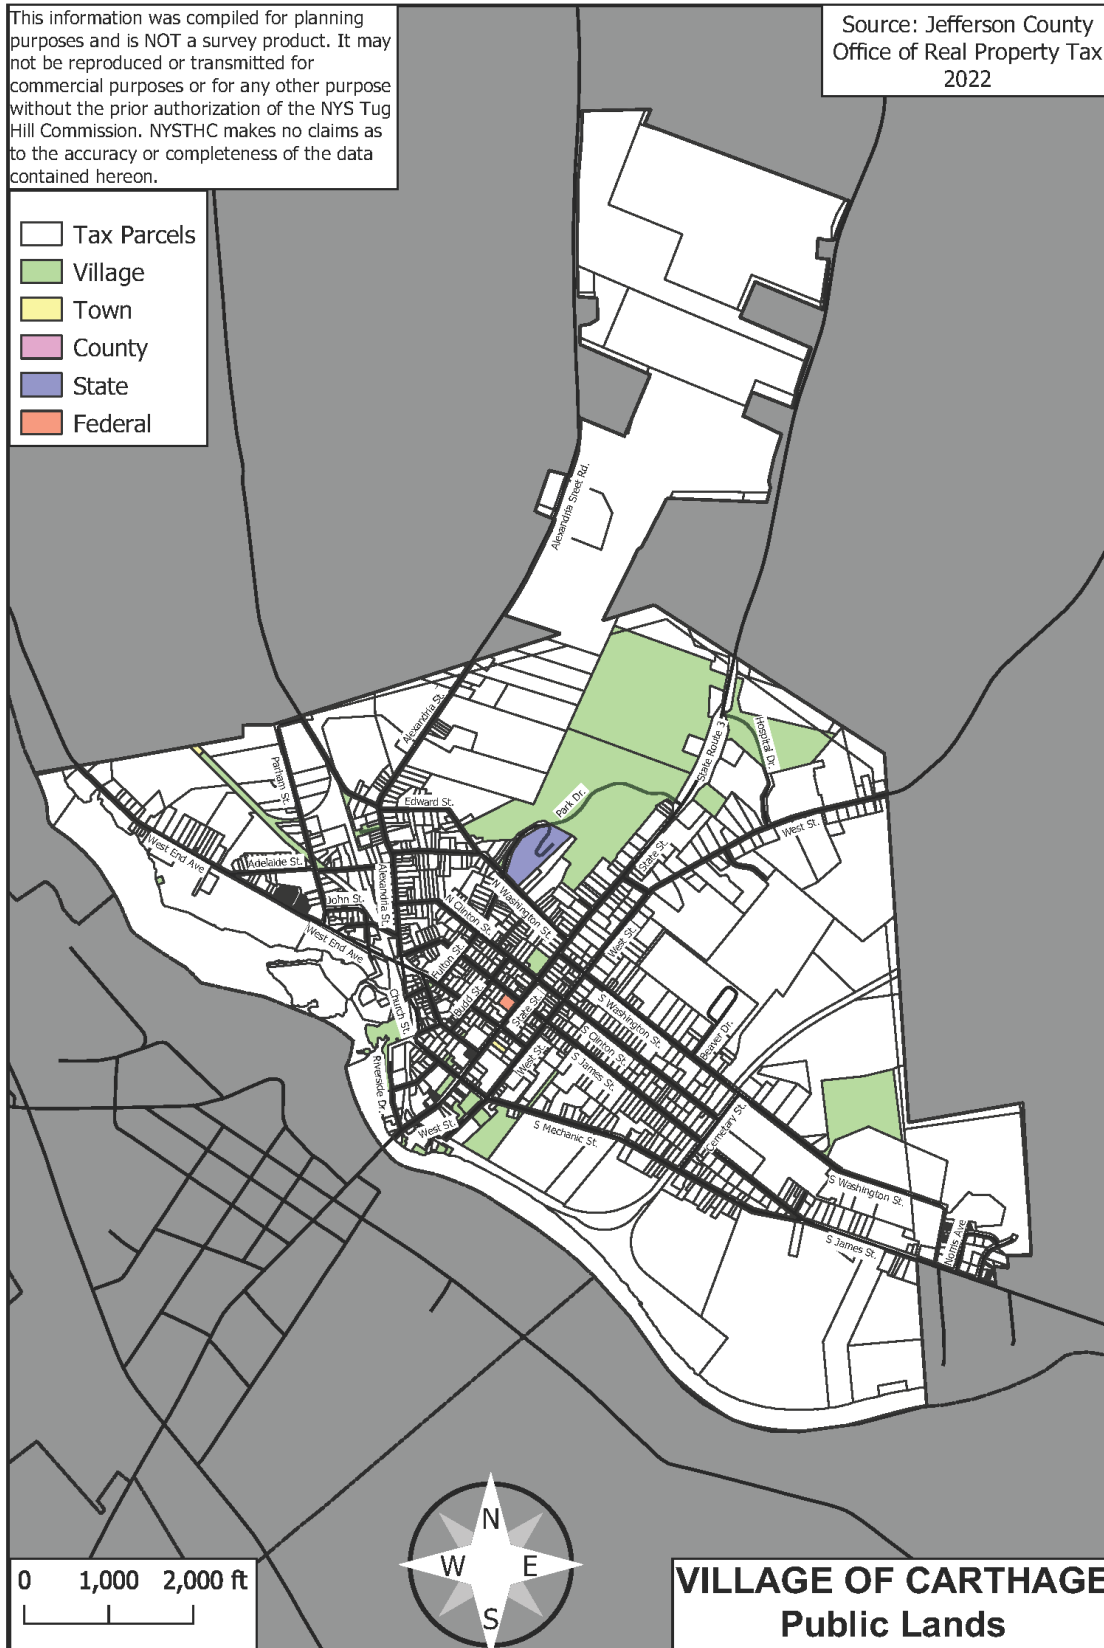 This information was compiled for planning
purposes and is NOT a survey product. It may
not be reproduced or transmitted for
commercial purposes or for any other purpose
without the prior authorization of the NYS Tug
Hill Commission. NYSTHC makes no claims as
to the accuracy or completeness of the data
contained hereon.
Source: Jefferson County
Office of Real Property Tax
2022
Tax Parcels
Village
Town
County
State
Federal
Alexandria Sreet Rd.
Alexandria St.
State Route 3
Hospital Dr.
Parham St.
Park Dr.
Edward St.
West St.
West End Ave
Adelaide St.
State St.
Alexandria St.
John St.
N Washington St.
N Clinton St.
West End Ave
West St.
Fulton St.
Church St.
Budd St.
State St.
S Washington St.
Beaver Dr.
S Clinton St.
West St.
S James St.
Riverside Dr.
West St.
S Mechanic St.
Cemetary St.
S Washington St.
Norris Ave
S James St.
N
W
E
S
0
1,000
2,000 ft
VILLAGE OF CARTHAGE
Public Lands